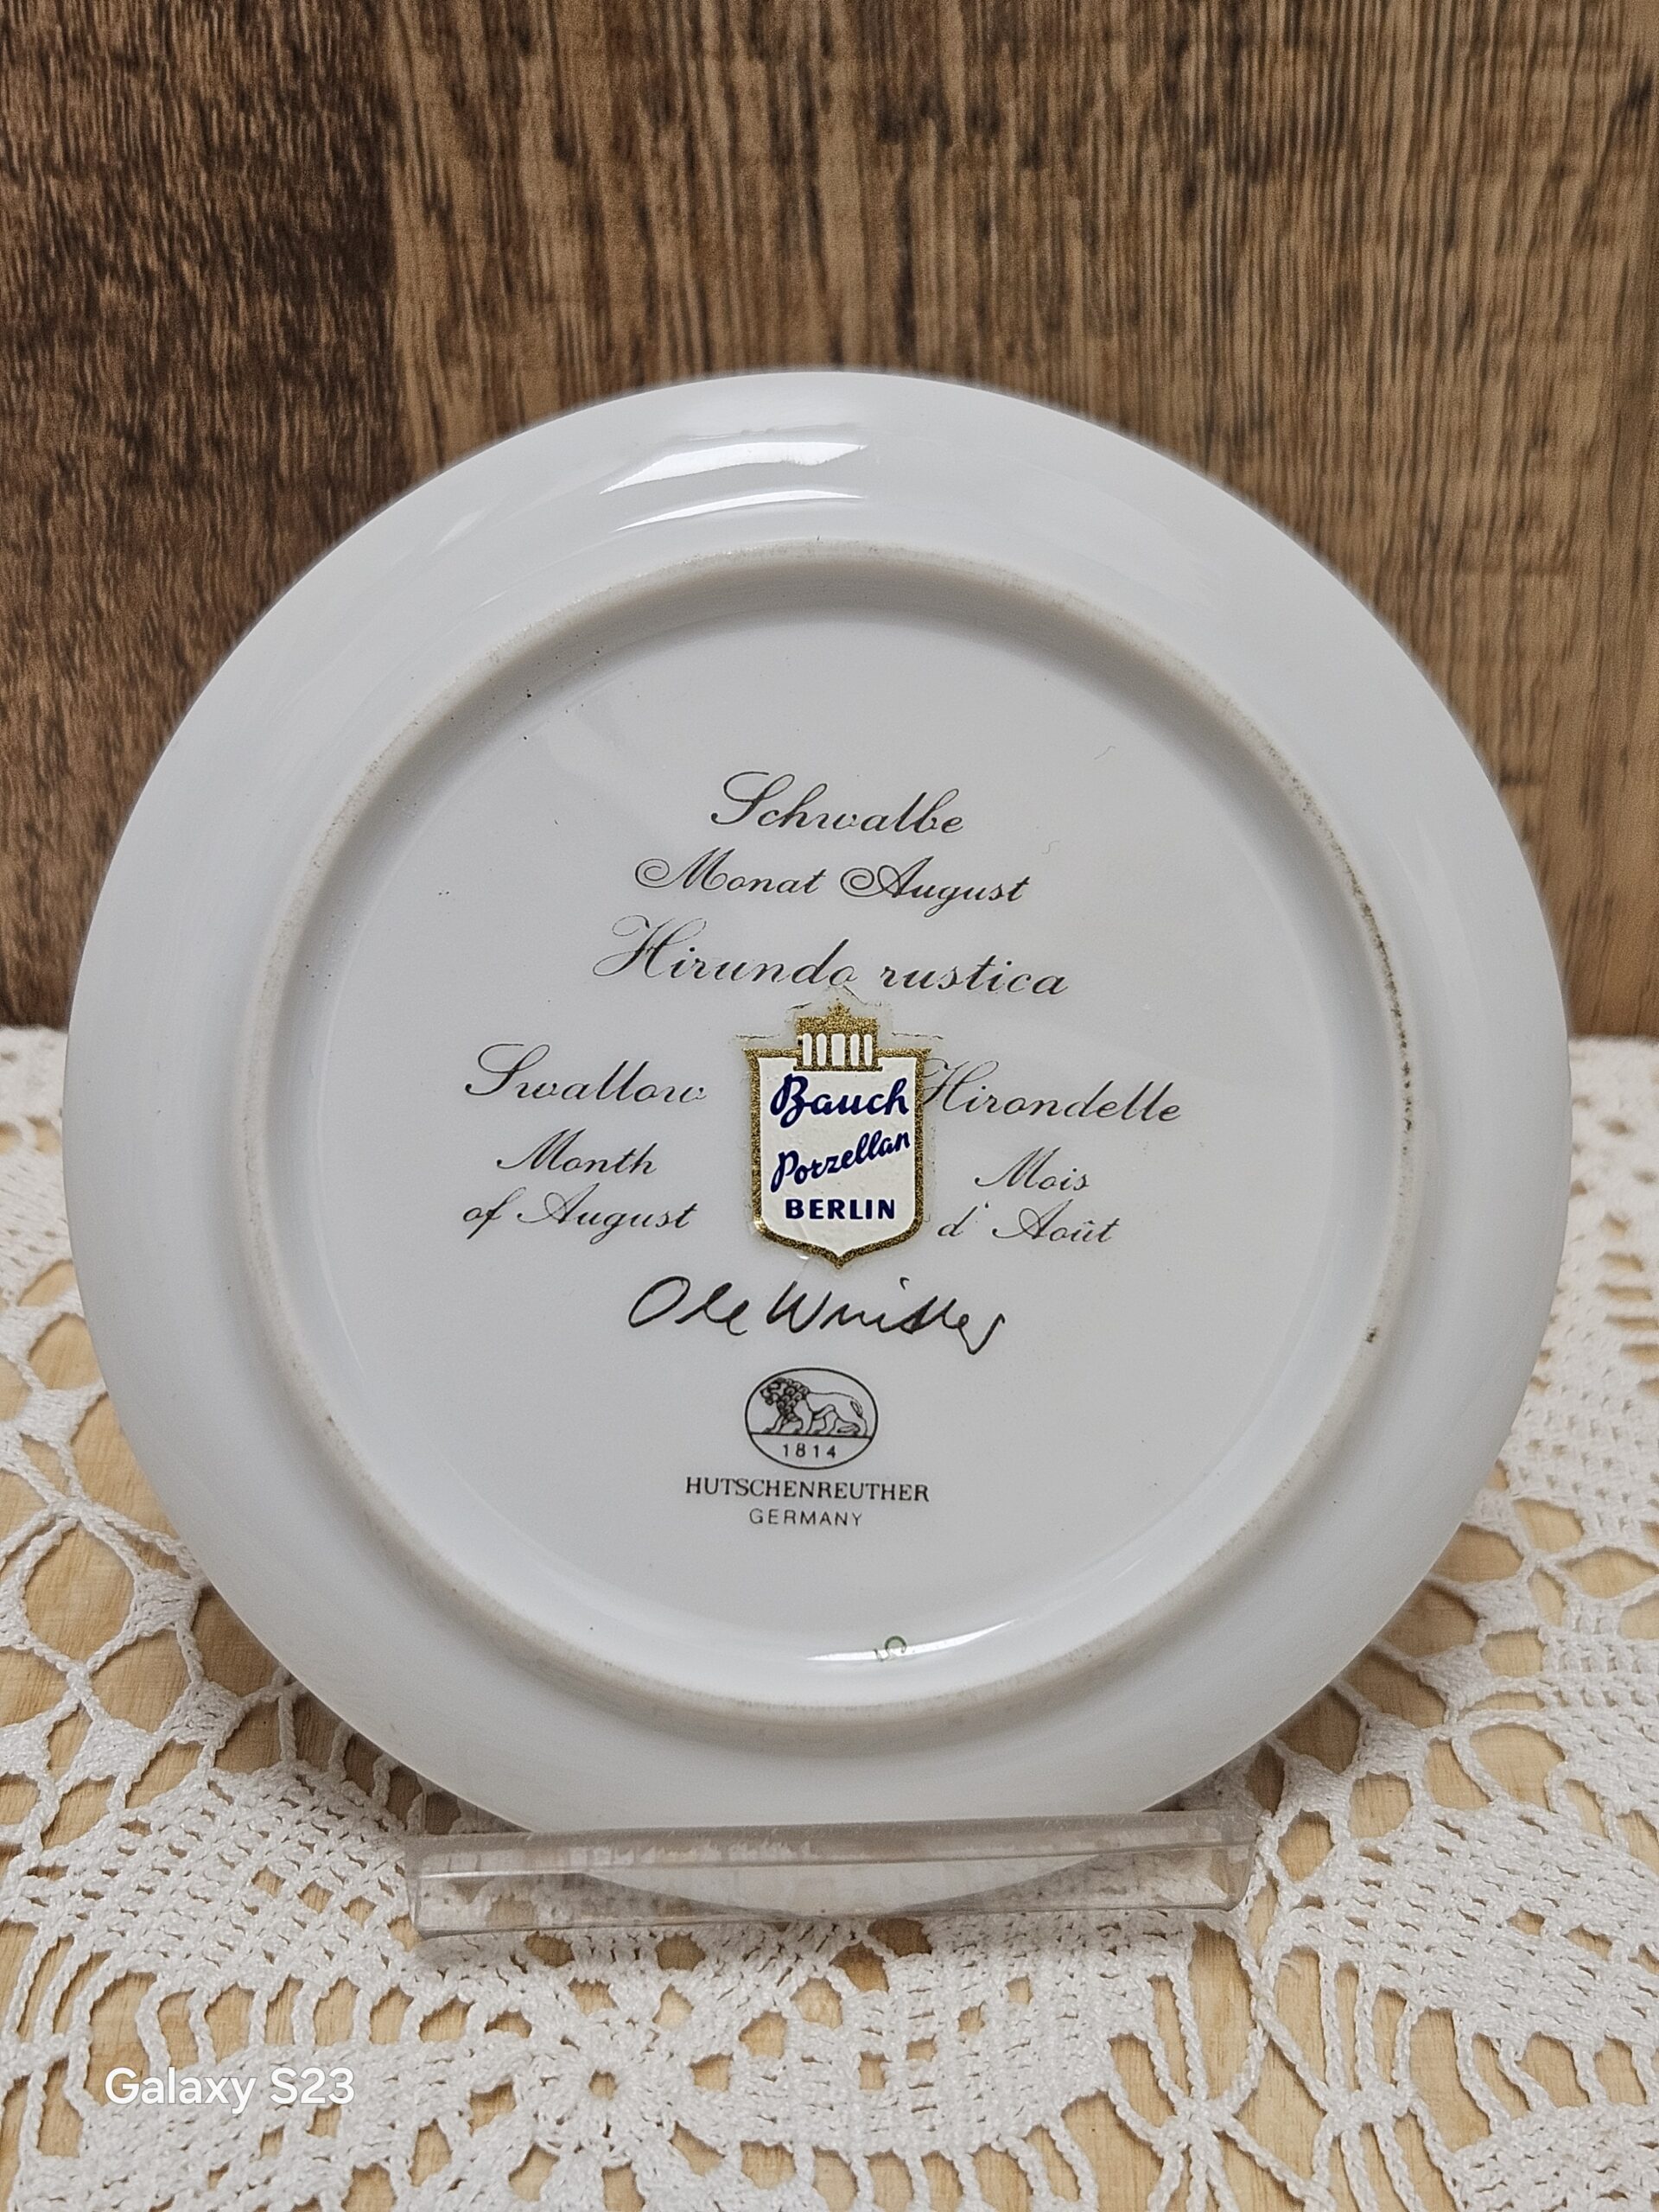 Schwalbe
Monat August
Hirundo rustica
Swallow
Month
of August
Bauch
Porzellan
BERLIN
Hirondelle
Mois
d' Août
Ole Winther
1814
HUTSCHENREUTHER
GERMANY
Galaxy S23